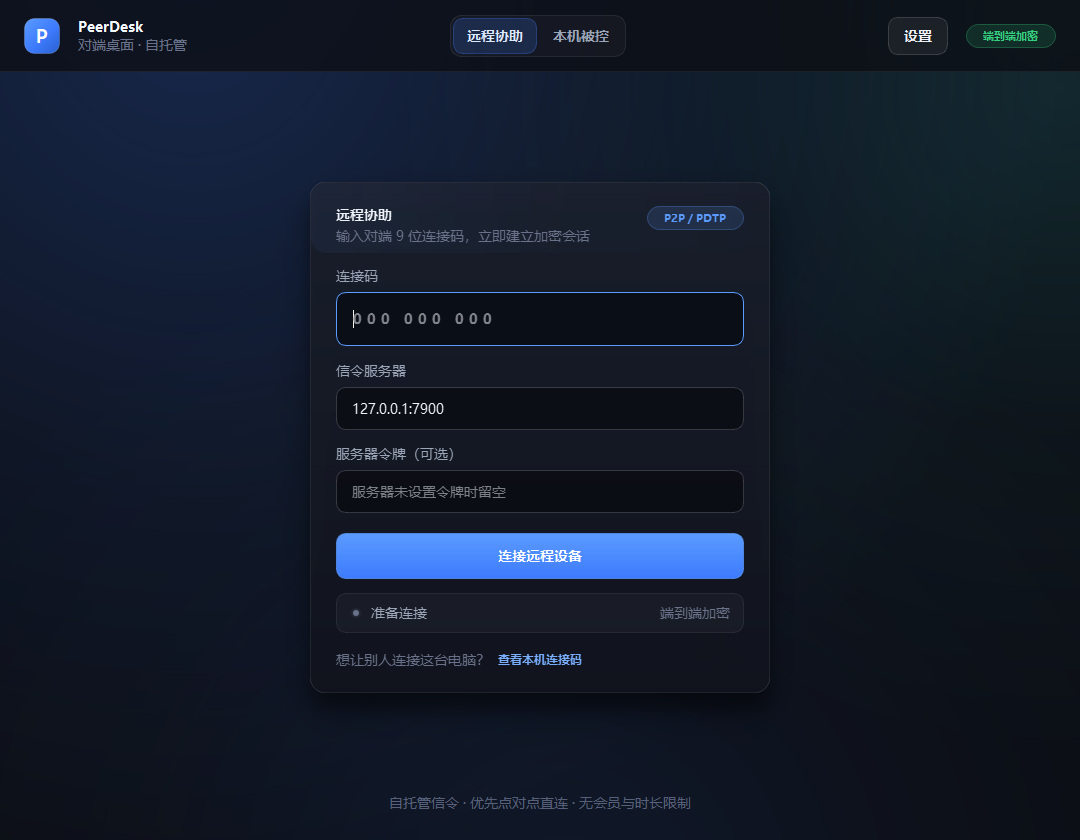 P
PeerDesk
对端桌面 · 自托管
远程协助
本机被控
设置
端到端加密
远程协助
输入对端 9 位连接码，立即建立加密会话
P2P / PDTP
连接码
000 000 000
信令服务器
127.0.0.1:7900
服务器令牌（可选）
服务器未设置令牌时留空
连接远程设备
准备连接
端到端加密
想让别人连接这台电脑？ 查看本机连接码
自托管信令 · 优先点对点直连 · 无会员与时长限制